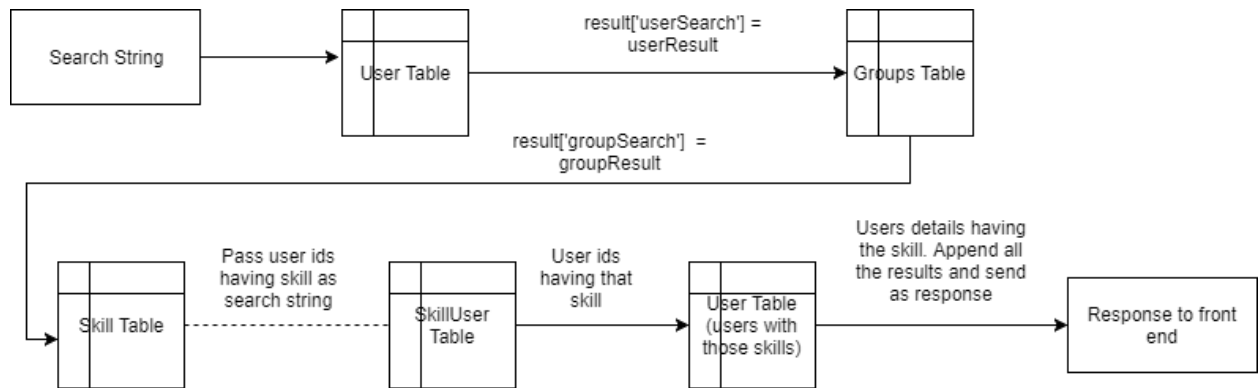 Search String
User Table
result['userSearch'] =
userResult
Groups Table
result['groupSearch']  =
groupResult
Skill Table
Pass user ids
having skill as
search string
SkillUser
Table
User ids
having that
skill
User Table
(users with
those skills)
Users details having
the skill. Append all
the results and send
as response
Response to front
end